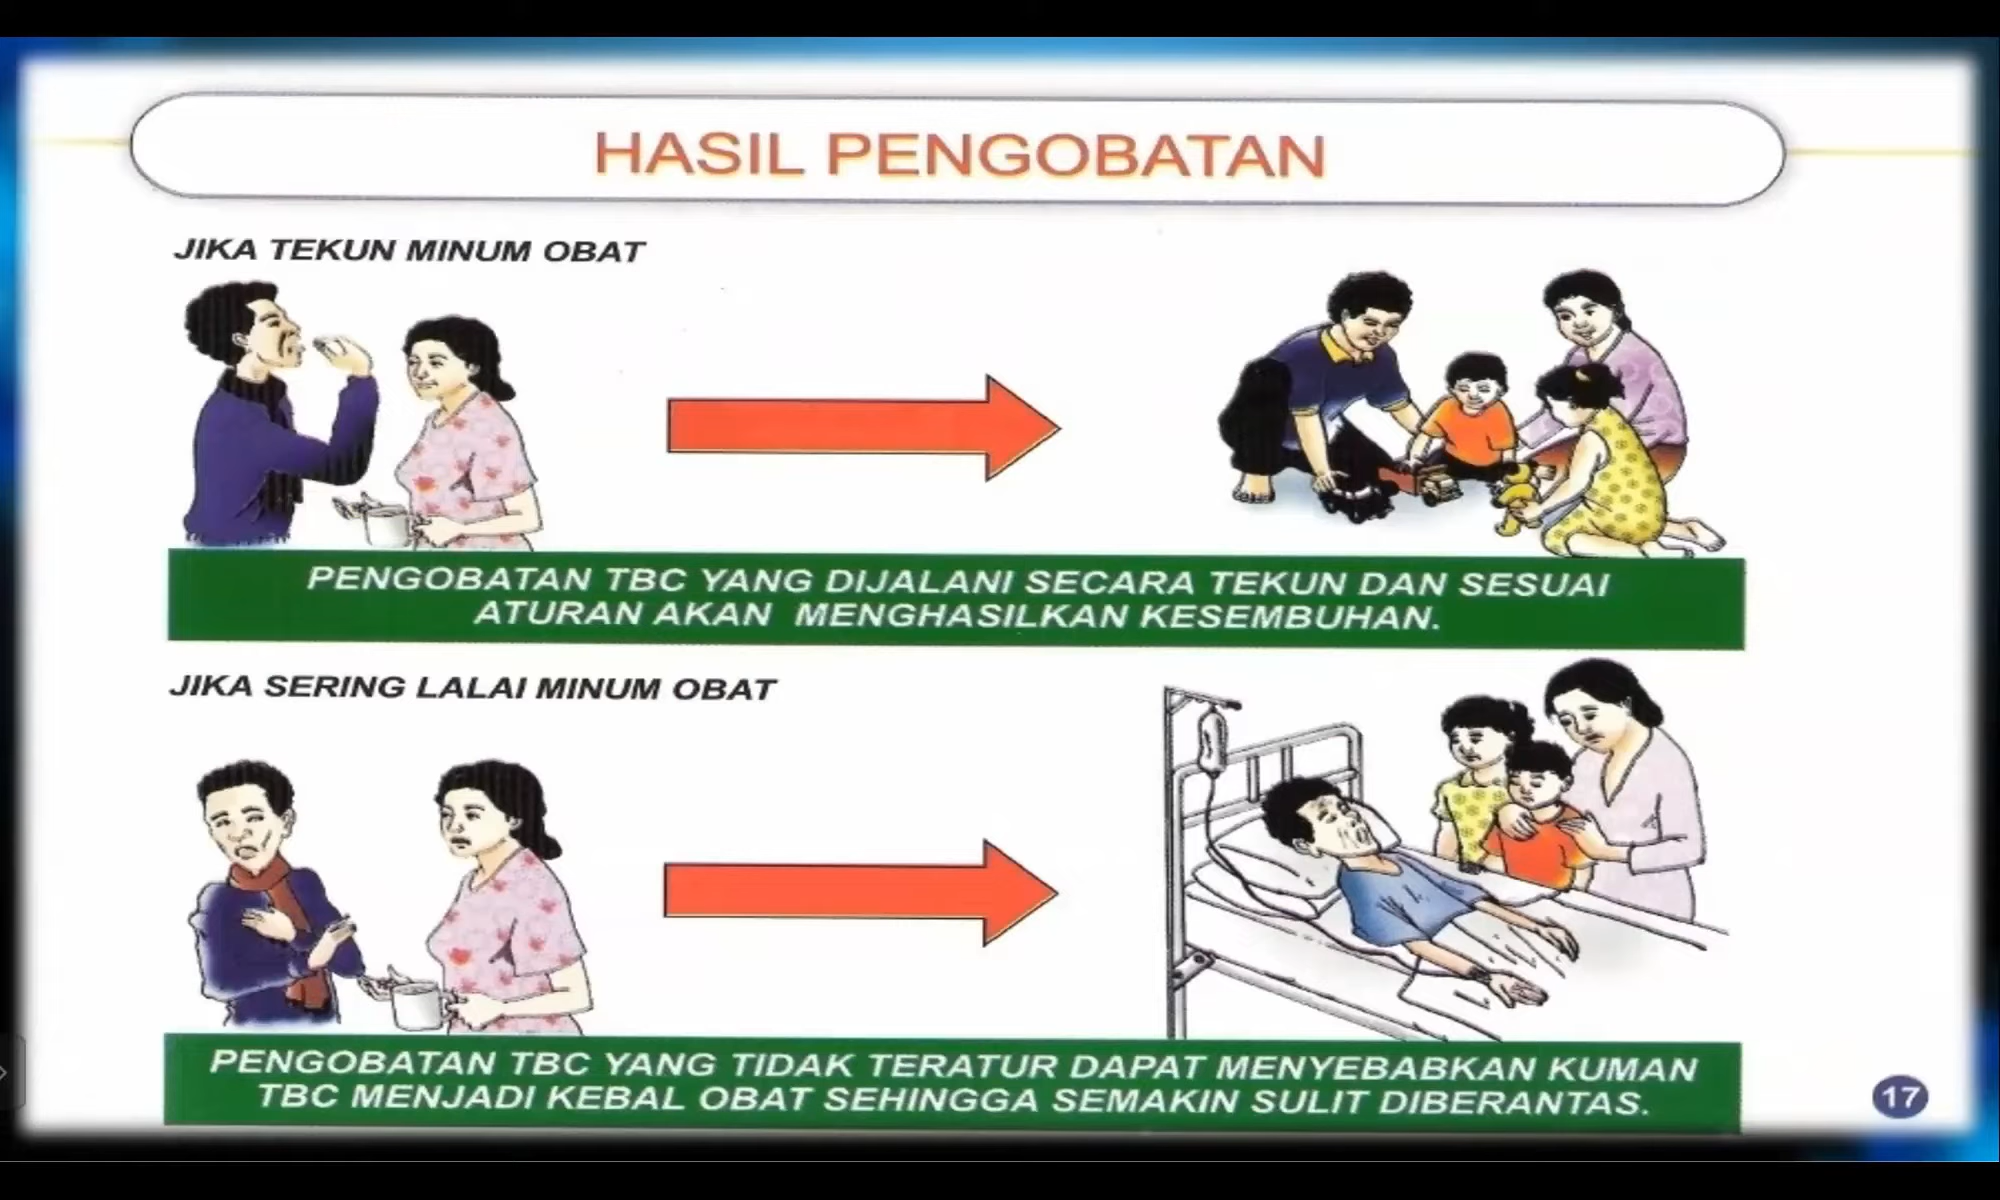 HASIL PENGOBATAN
JIKA TEKUN MINUM OBAT
PENGOBATAN TBC YANG DIJALANI SECARA TEKUN DAN SESUAI
ATURAN AKAN MENGHASILKAN KESEMBUHAN.
JIKA SERING LALAI MINUM OBAT
PENGOBATAN TBC YANG TIDAK TERATUR DAPAT MENYEBABKAN KUMAN
TBC MENJADI KEBAL OBAT SEHINGGA SEMAKIN SULIT DIBERANTAS.
17